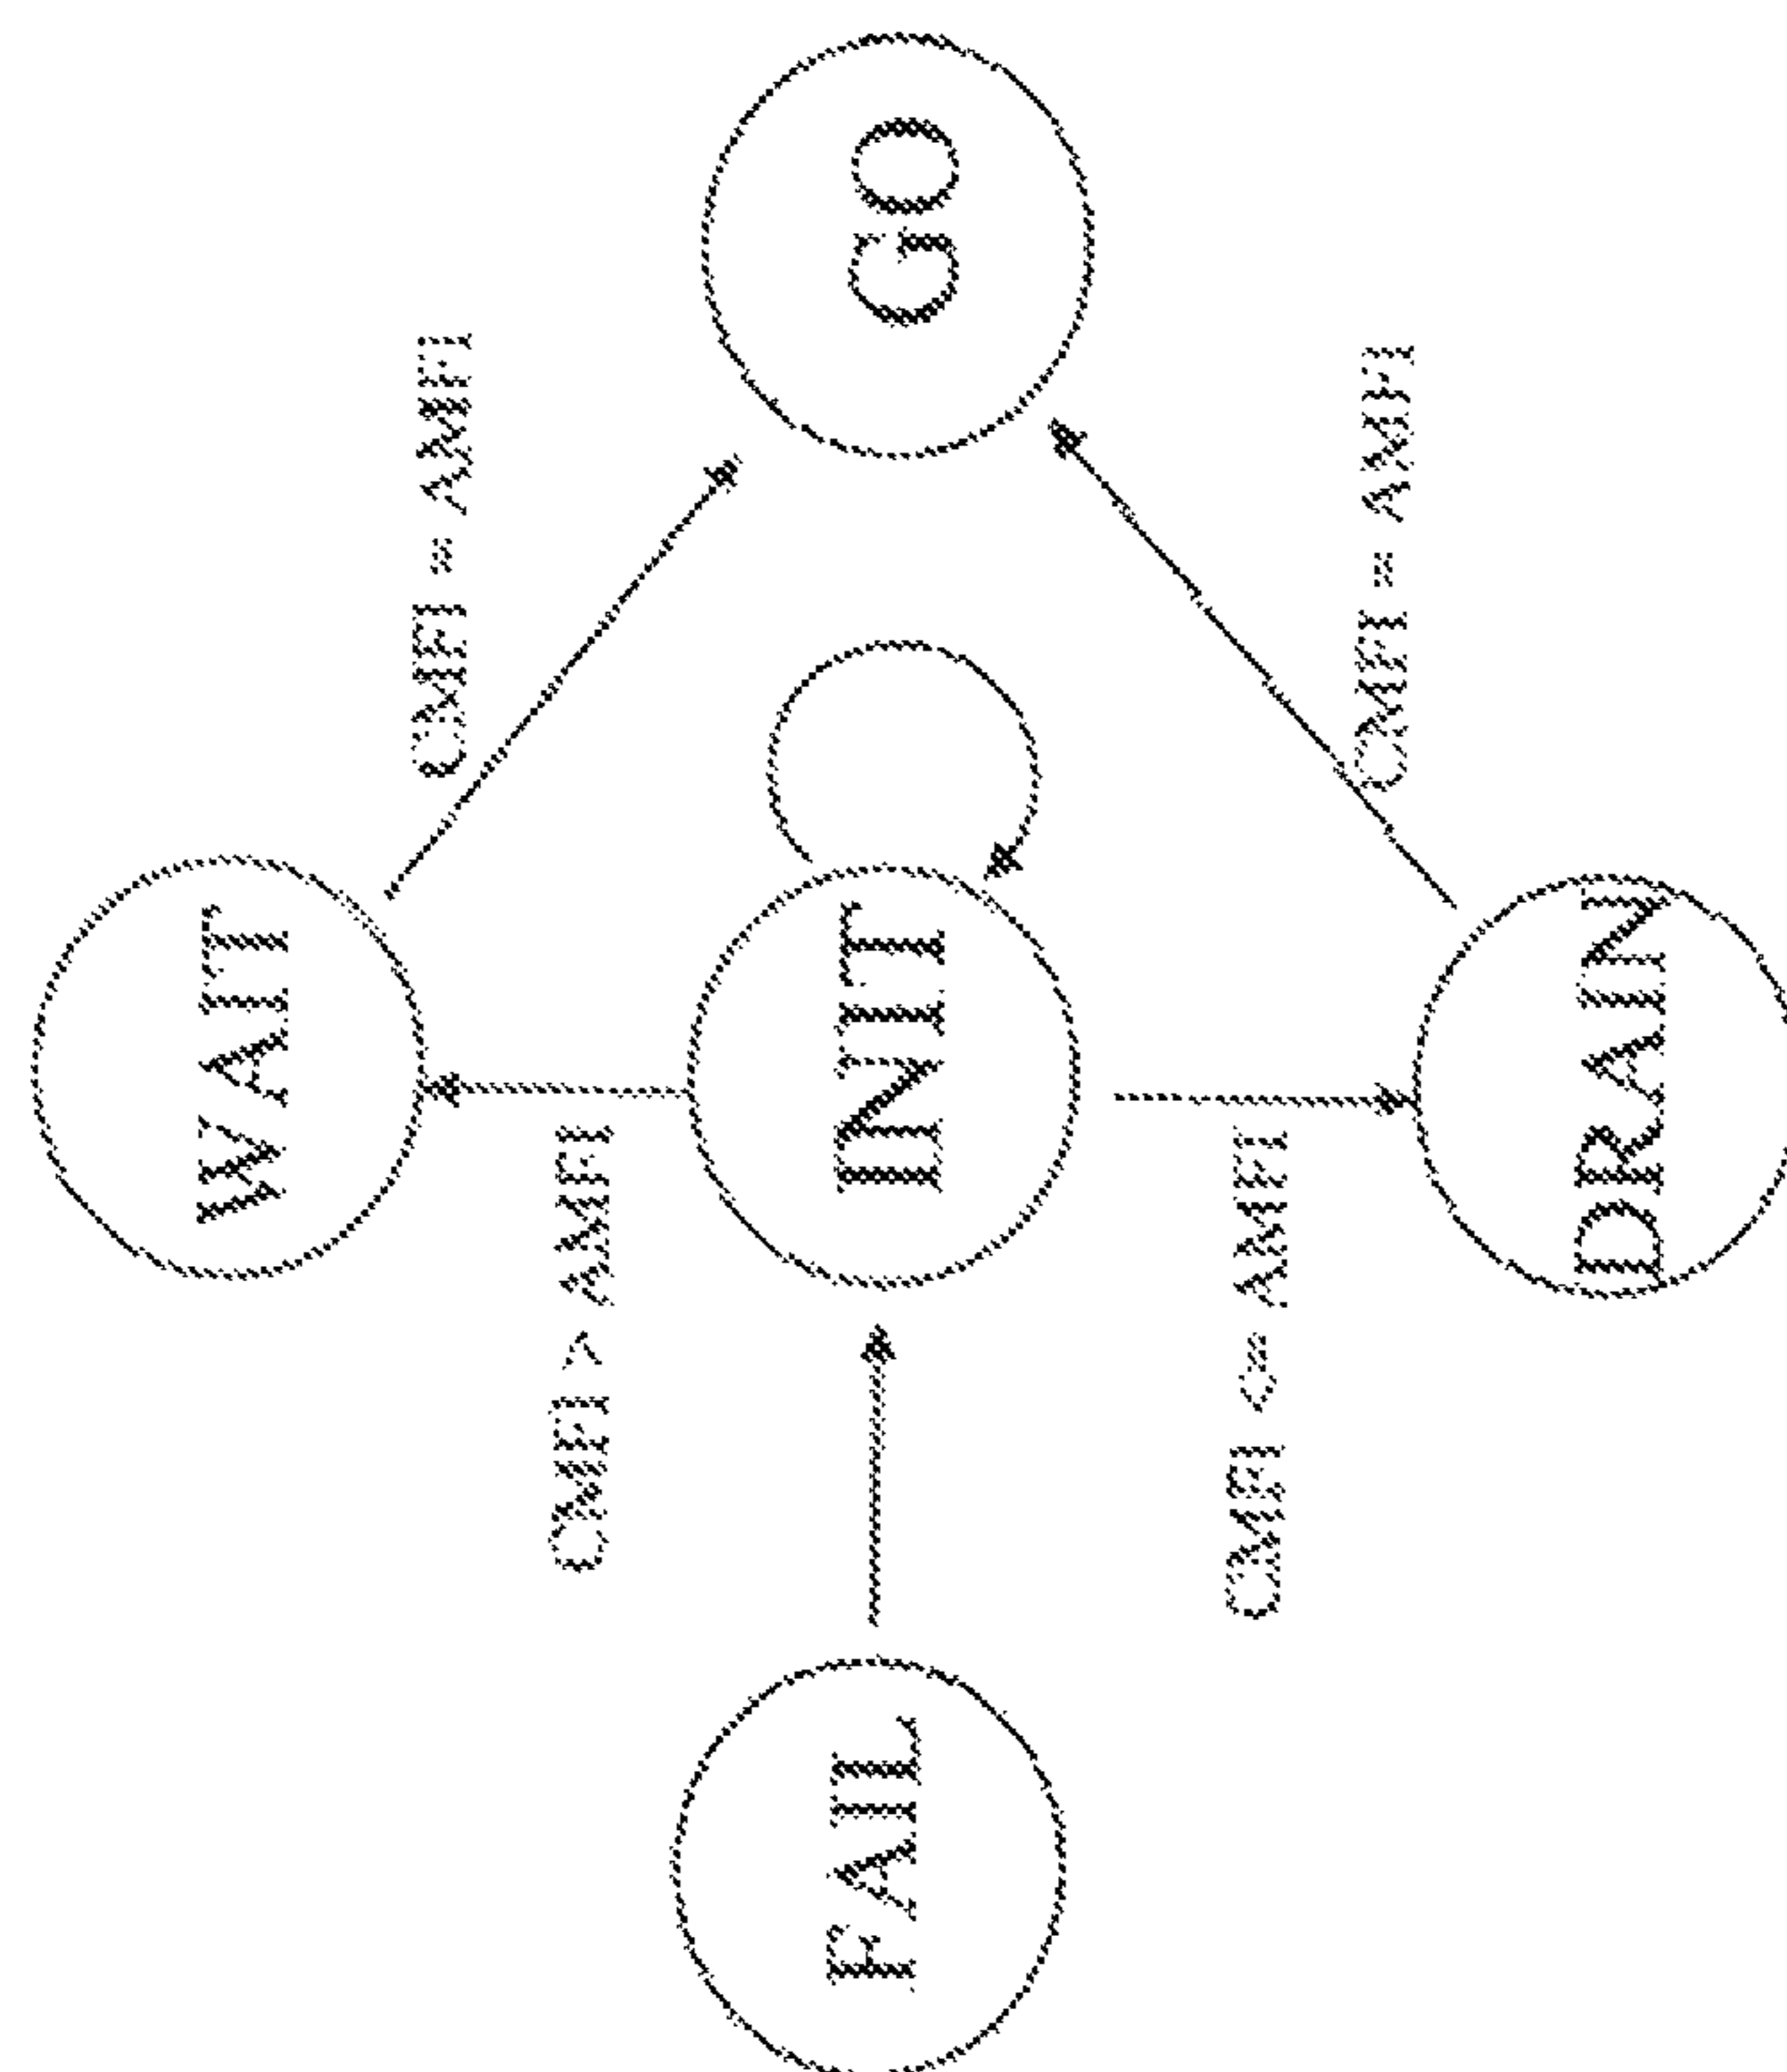 WAIT
CMFI = AMFI
CMFI > AMFI
FAIL
INIT
GO
CMFI <= AMFI
CMFI = AMFI
DRAIN